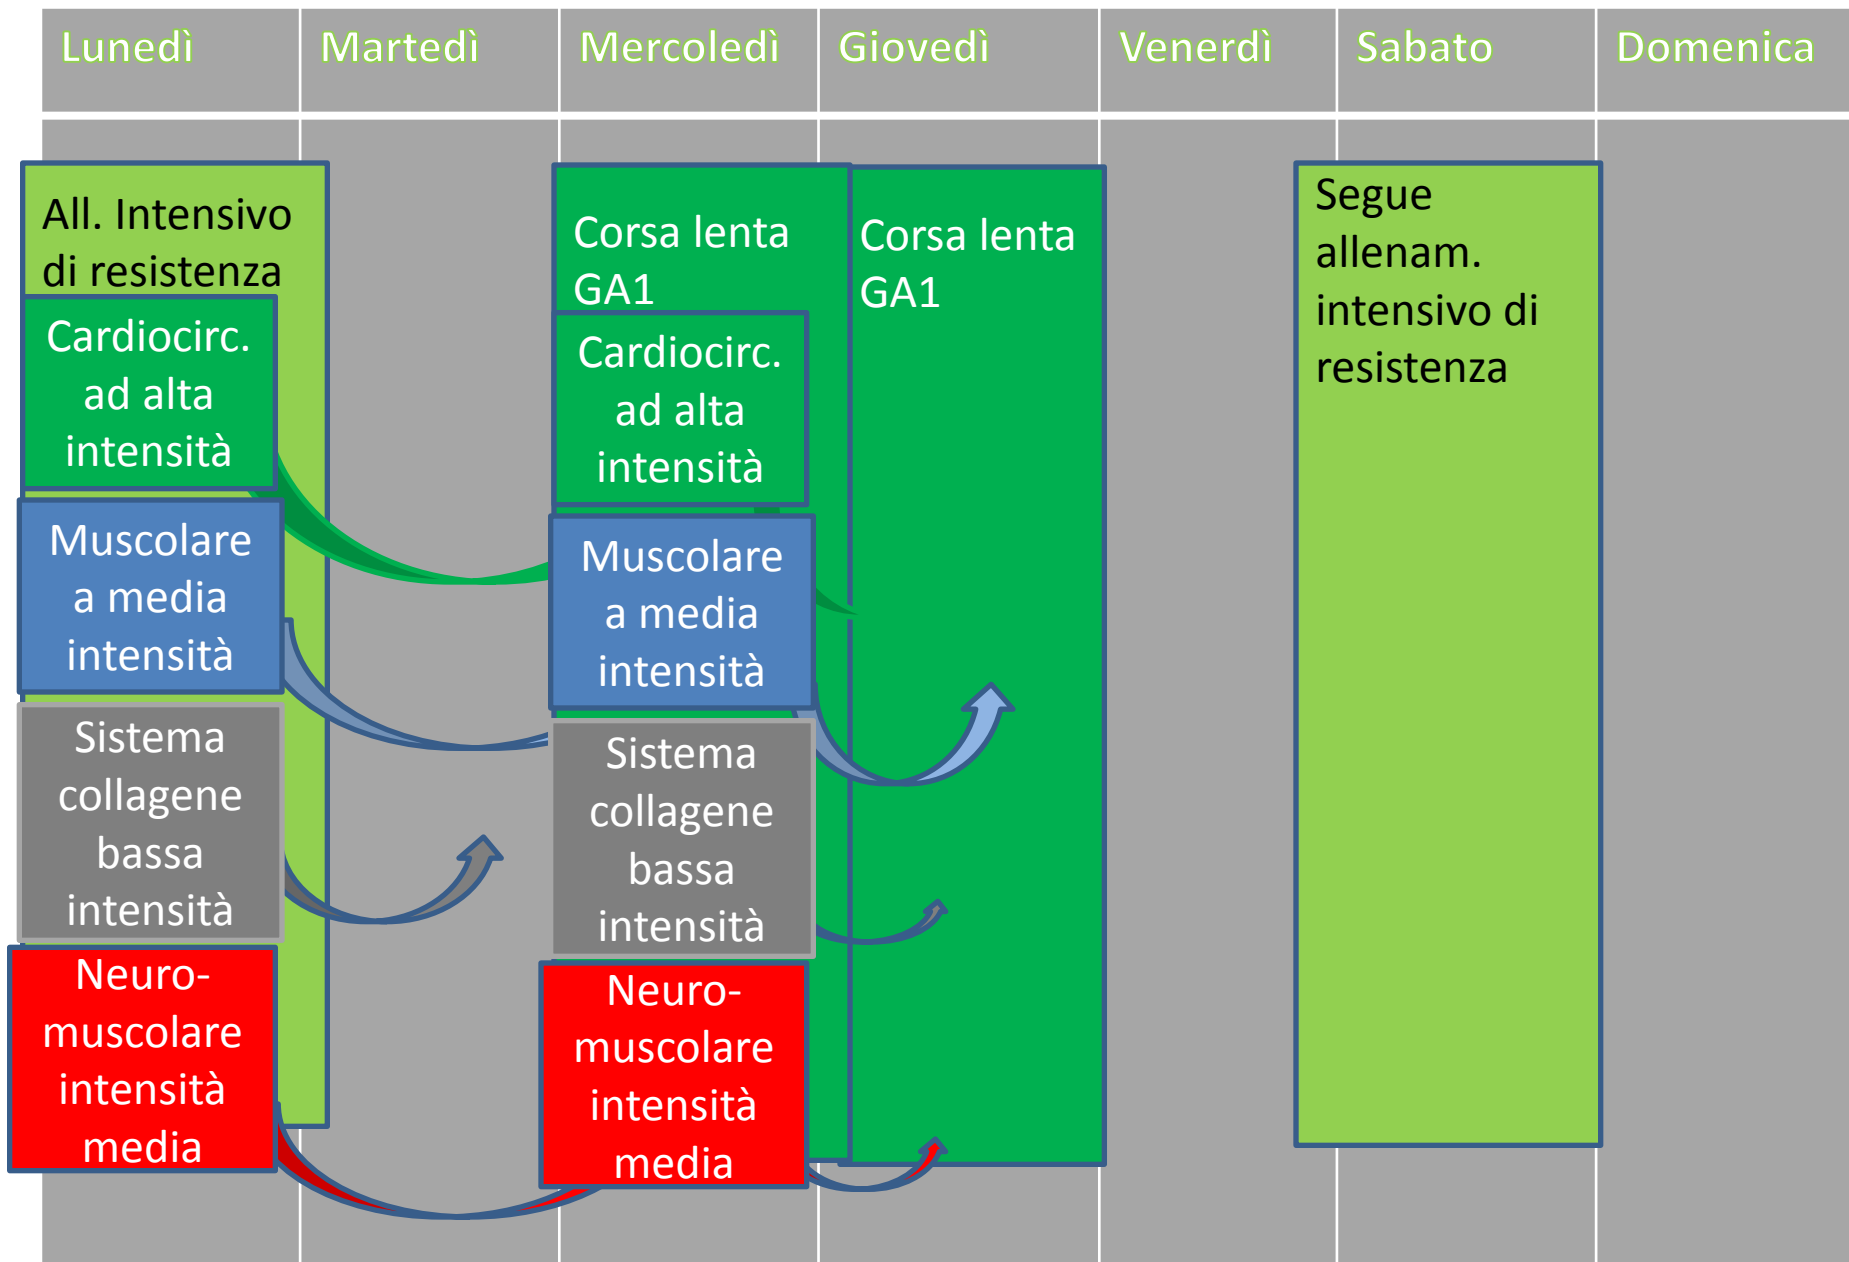 Lunedì Martedì Mercoledì Giovedì Venerdì Sabato Domenica
All. Intensivo
di resistenza
Cardiocirc.
ad alta
intensità
Muscolare
a media
intensità
Sistema
collagene
bassa
intensità
Neuro-
muscolare
intensità
media
Corsa lenta
GA1
Cardiocirc.
ad alta
intensità
Muscolare
a media
intensità
Sistema
collagene
bassa
intensità
Neuro-
muscolare
intensità
media
Corsa lenta
GA1
Segue
allenam.
intensivo di
resistenza